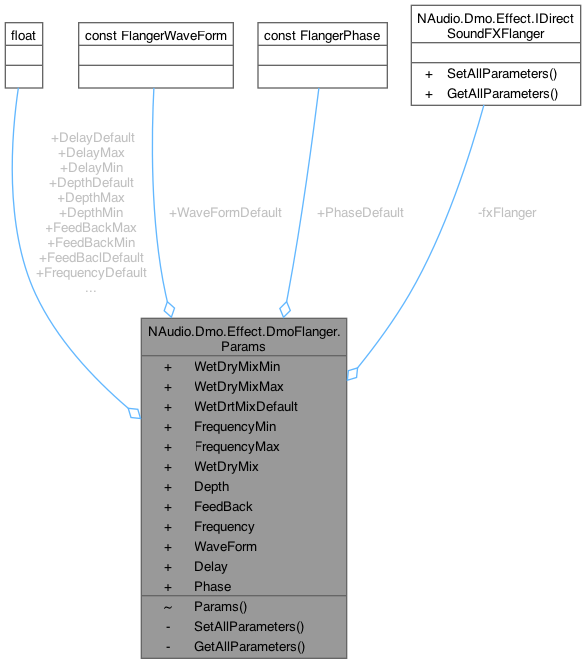 float
const FlangerWaveForm
const FlangerPhase
NAudio.Dmo.Effect.IDirect
SoundFXFlanger
+ SetAllParameters()
+ GetAllParameters()
+DelayDefault
+DelayMax
+DelayMin
+DepthDefault
+DepthMax
+DepthMin
+FeedBackMax
+FeedBackMin
+FeedBaclDefault
+FrequencyDefault
...
+WaveFormDefault
+PhaseDefault
-fxFlanger
NAudio.Dmo.Effect.DmoFlanger.
Params
+ WetDryMixMin
+ WetDryMixMax
+ WetDrtMixDefault
+ FrequencyMin
+ FrequencyMax
+ WetDryMix
+ Depth
+ FeedBack
+ Frequency
+ WaveForm
+ Delay
+ Phase
~ Params()
- SetAllParameters()
- GetAllParameters()